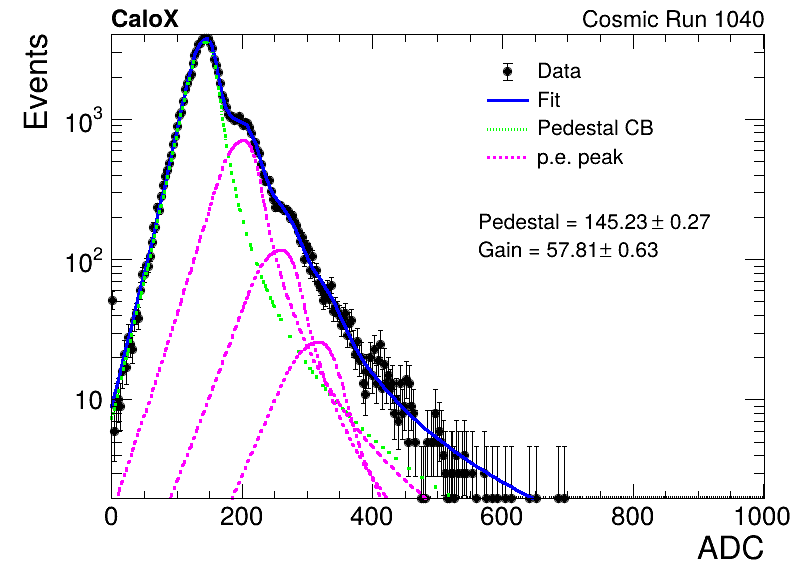 CaloX Cosmic Run 1040
Events
Data
Fit
Pedestal CB
p.e. peak
Pedestal = 145.23± 0.27
Gain = 57.81± 0.63
10³
10²
10
0 200 400 600 800 1000
ADC